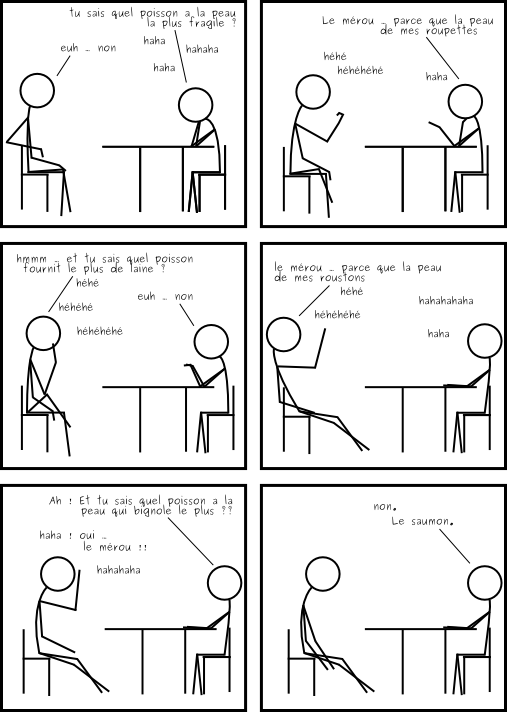 tu sais quel poisson a la peau
la plus fragile ?
haha
hahaha
haha
euh … non
Le mérou … parce que la peau
de mes roupettes
héhé
héhéhéhé
haha
hmmm … et tu sais quel poisson
fournit le plus de laine ?
héhé
héhéhé
héhéhéhé
euh … non
le mérou … parce que la peau
de mes roustons
héhé
héhéhéhé
hahahahaha
haha
Ah ! Et tu sais quel poisson a la
peau qui bignole le plus ??
haha ! oui …
le mérou !!
hahahaha
non.
Le saumon.